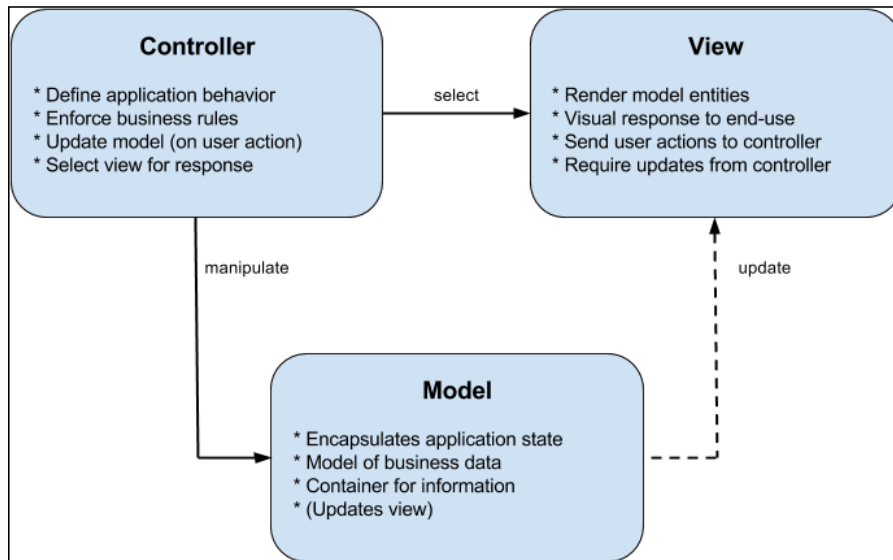 Controller
* Define application behavior
* Enforce business rules
* Update model (on user action)
* Select view for response
select
View
* Render model entities
* Visual response to end-use
* Send user actions to controller
* Require updates from controller
manipulate
update
Model
* Encapsulates application state
* Model of business data
* Container for information
* (Updates view)